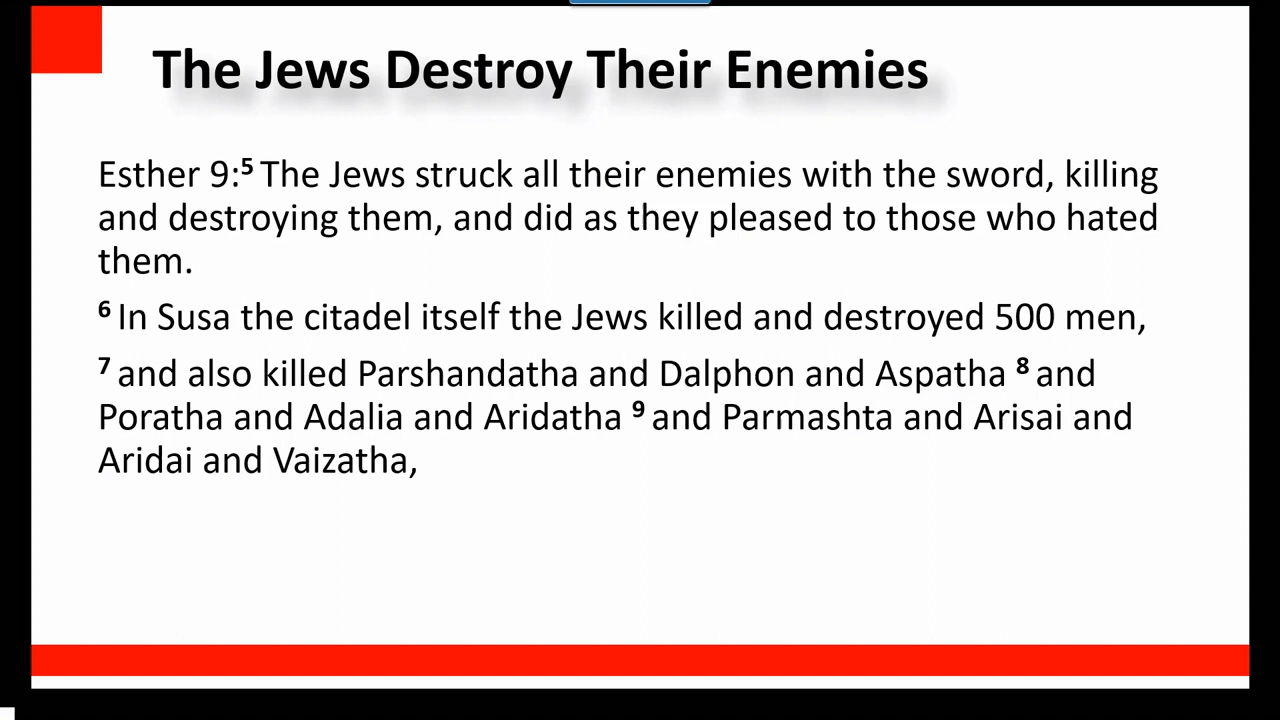 The Jews Destroy Their Enemies
Esther 9:5 The Jews struck all their enemies with the sword, killing
and destroying them, and did as they pleased to those who hated
them.
6 In Susa the citadel itself the Jews killed and destroyed 500 men,
7 and also killed Parshandatha and Dalphon and Aspatha 8 and
Poratha and Adalia and Aridatha 9 and Parmashta and Arisai and
Aridai and Vaizatha,